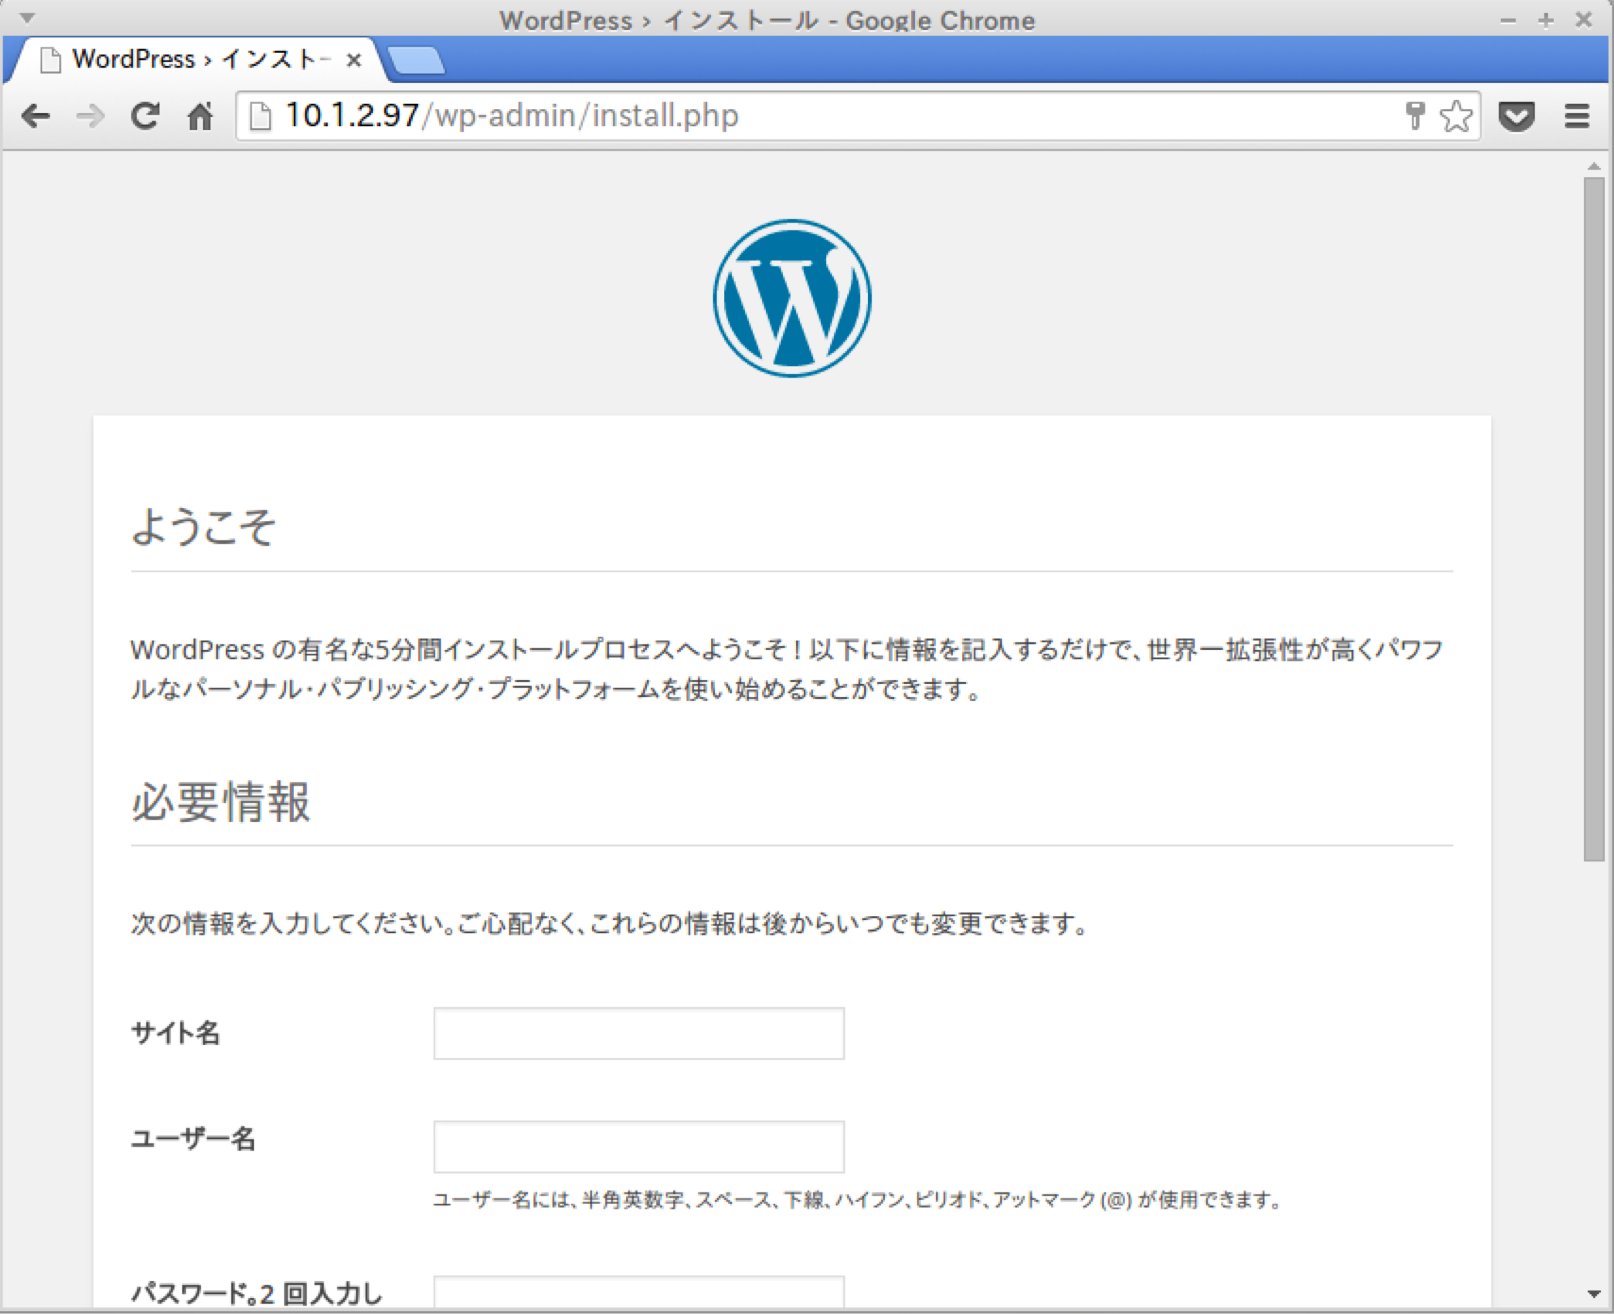 WordPress › インストール - Google Chrome
WordPress › インスト
10.1.2.97/wp-admin/install.php
ようこそ
WordPress の有名な5分間インストールプロセスへようこそ ! 以下に情報を記入するだけで、世界一拡張性が高くパワフ
ルなパーソナル・パブリッシング・プラットフォームを使い始めることができます。
必要情報
次の情報を入力してください。ご心配なく、これらの情報は後からいつでも変更できます。
サイト名
ユーザー名
ユーザー名には、半角英数字、スペース、下線、ハイフン、ピリオド、アットマーク (@) が使用できます。
パスワード。2 回入力し